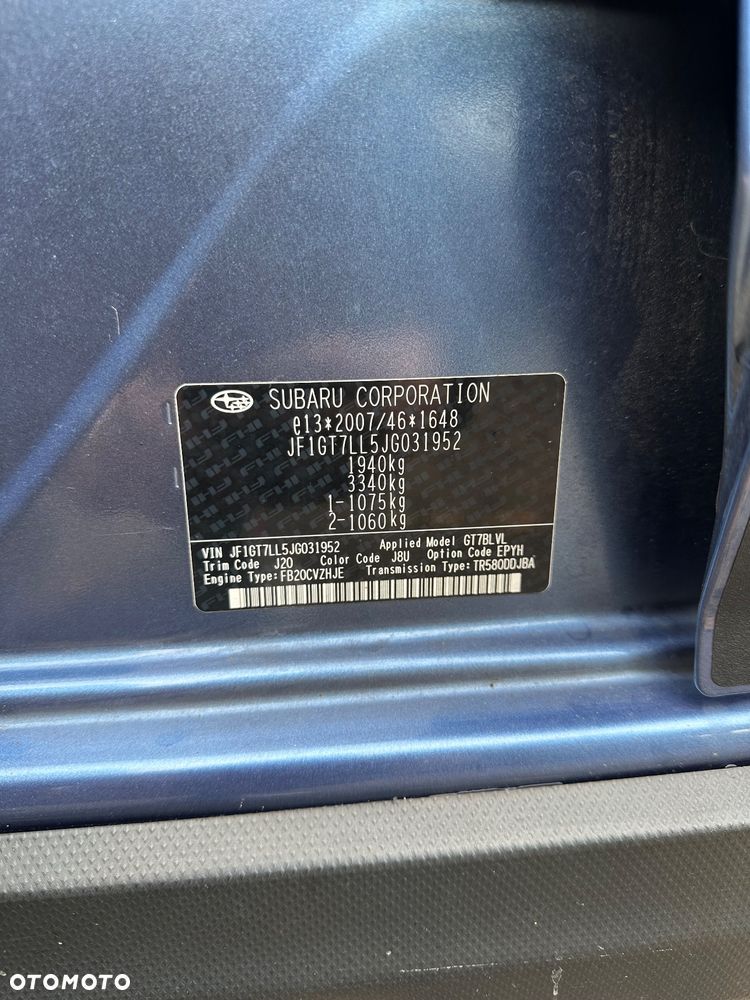 SUBARU CORPORATION
e13*2007/46*1648
JF1GT7LL5JG031952
1940kg
3340kg
1-1075kg
2-1060kg
VIN JF1GT7LL5JG031952 Applied Model GT7BLVL
Trim Code J20 Color Code J8U Option Code EPYH
Engine Type:FB20CVZHJE Transmission Type:TR580DDJBA
OTOMOTO